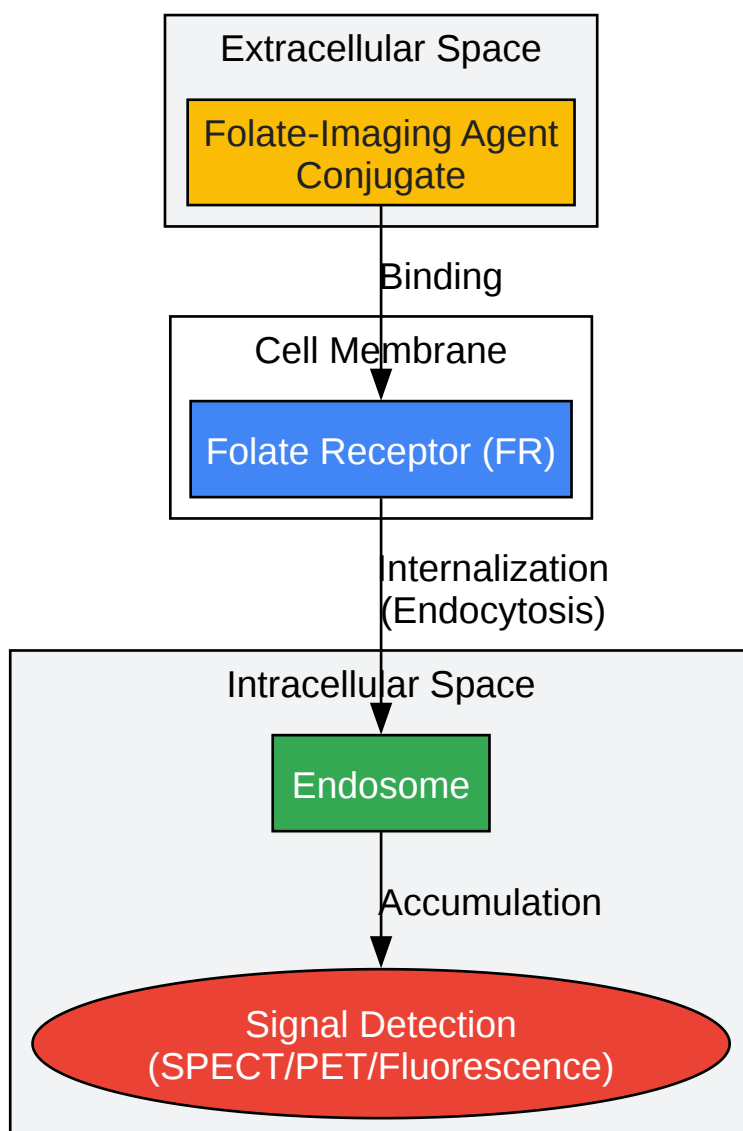 Extracellular Space
Folate-Imaging Agent
Conjugate
Binding
Cell Membrane
Folate Receptor (FR)
Internalization
(Endocytosis)
Intracellular Space
Endosome
Accumulation
Signal Detection
(SPECT/PET/Fluorescence)